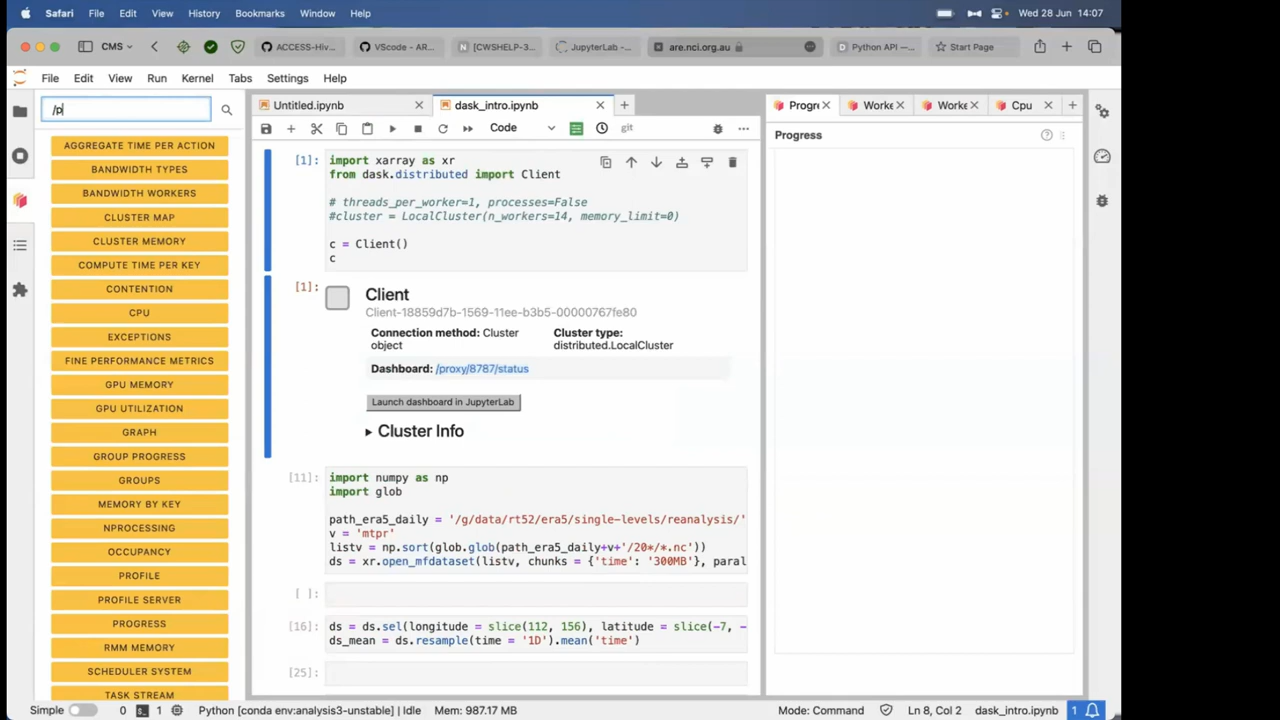 Safari File Edit View History Bookmarks Window Help Wed 28 Jun 14:07
CMS ACCESS-Hiv... VScode - AR... [CWSHELP-3... JupyterLab -... are.nci.org.au Python API —... Start Page
File Edit View Run Kernel Tabs Settings Help
/p
AGGREGATE TIME PER ACTION
BANDWIDTH TYPES
BANDWIDTH WORKERS
CLUSTER MAP
CLUSTER MEMORY
COMPUTE TIME PER KEY
CONTENTION
CPU
EXCEPTIONS
FINE PERFORMANCE METRICS
GPU MEMORY
GPU UTILIZATION
GRAPH
GROUP PROGRESS
GROUPS
MEMORY BY KEY
NPROCESSING
OCCUPANCY
PROFILE
PROFILE SERVER
PROGRESS
RMM MEMORY
SCHEDULER SYSTEM
TASK STREAM
Untitled.ipynb dask_intro.ipynb
Code git
[1]: import xarray as xr
from dask.distributed import Client
# threads_per_worker=1, processes=False
#cluster = LocalCluster(n_workers=14, memory_limit=0)
c = Client()
c
[1]: Client
Client-18859d7b-1569-11ee-b3b5-00000767fe80
Connection method: Cluster object Cluster type: distributed.LocalCluster
Dashboard: /proxy/8787/status
Launch dashboard in JupyterLab
Cluster Info
[11]: import numpy as np
import glob
path_era5_daily = '/g/data/rt52/era5/single-levels/reanalysis/'
v = 'mtpr'
listv = np.sort(glob.glob(path_era5_daily+v+'/20*/*.nc'))
ds = xr.open_mfdataset(listv, chunks = {'time': '300MB'}, paral
[ ]:
[16]: ds = ds.sel(longitude = slice(112, 156), latitude = slice(-7, -
ds_mean = ds.resample(time = '1D').mean('time')
[25]:
Progre Worke Worke Cpu
Progress
Simple 0 1 Python [conda env:analysis3-unstable] | Idle Mem: 987.17 MB Mode: Command Ln 8, Col 2 dask_intro.ipynb 1